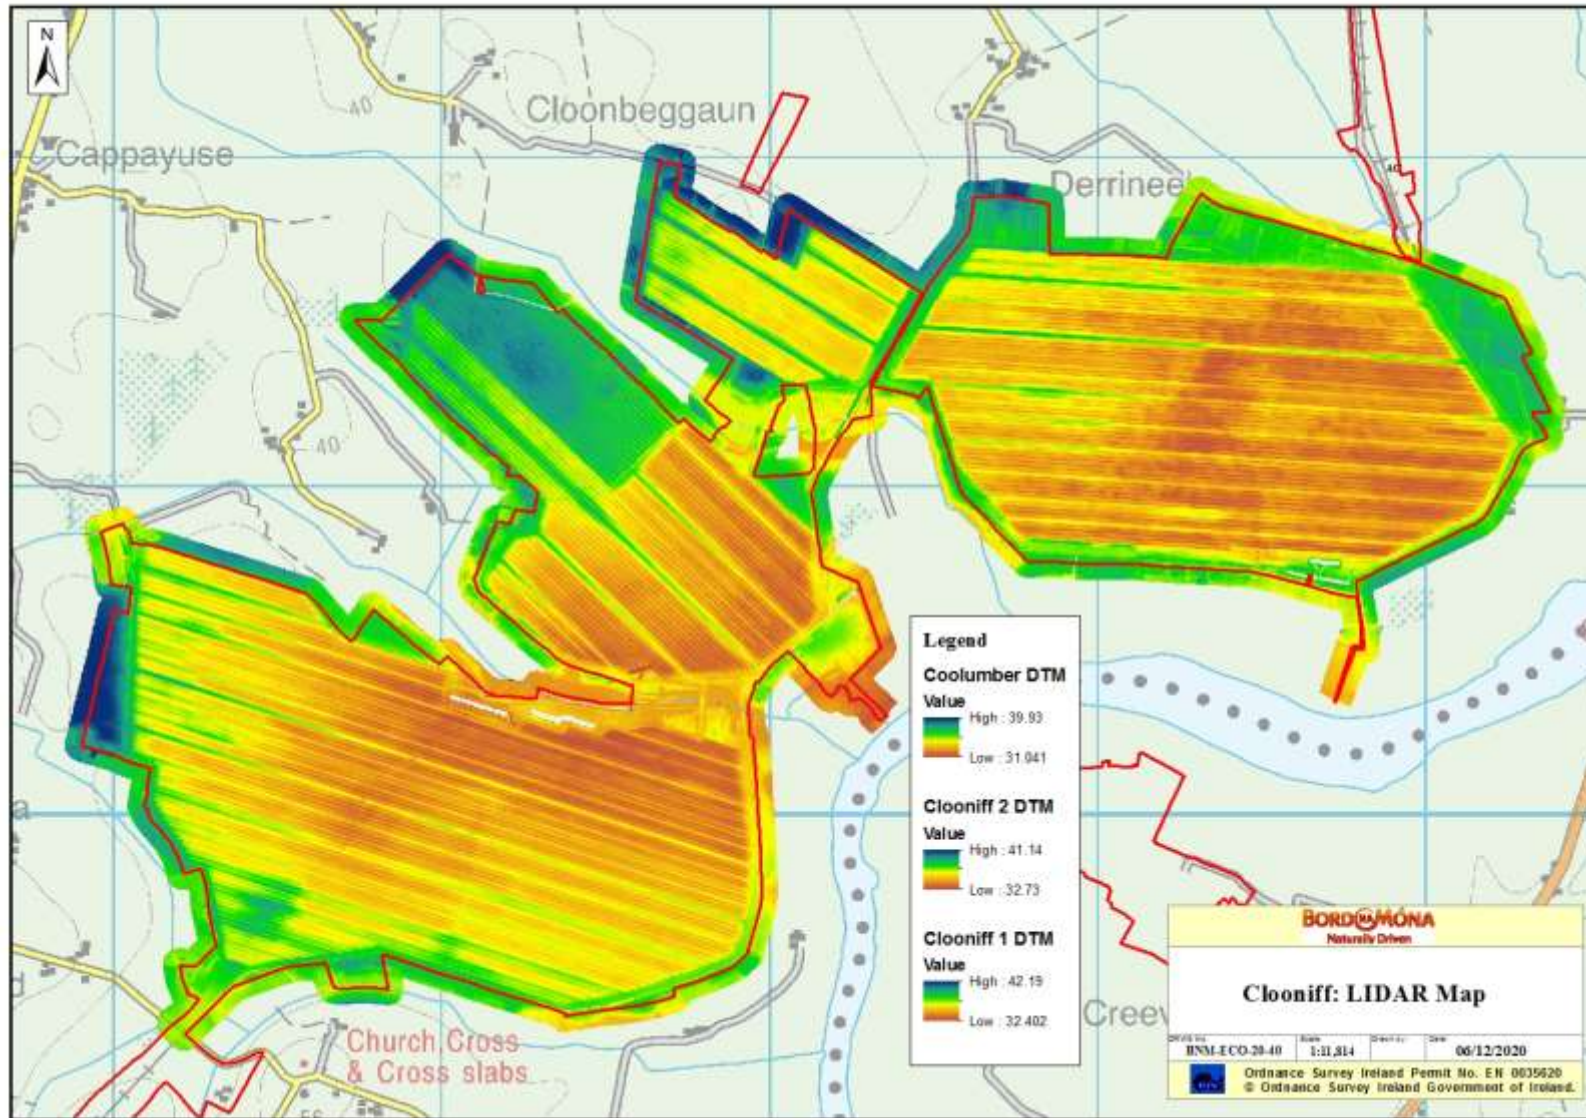 N
Cloonbeggaun
40
Cappayuse
Derrinee
40
Legend
Coolumber DTM
Value
High : 39.93
Low : 31.041
Clooniff 2 DTM
Value
High : 41.14
Low : 32.73
Clooniff 1 DTM
Value
High : 42.19
Low : 32.402
a
d
Church, Cross
& Cross slabs
Creev
BORD NA MÓNA
Naturally Driven
Clooniff: LIDAR Map
Scale
Date
BNM-ECO-20-40 1:11,814 06/12/2020
Ordnance Survey Ireland Permit No. EN 0035620
© Ordnance Survey Ireland Government of Ireland.